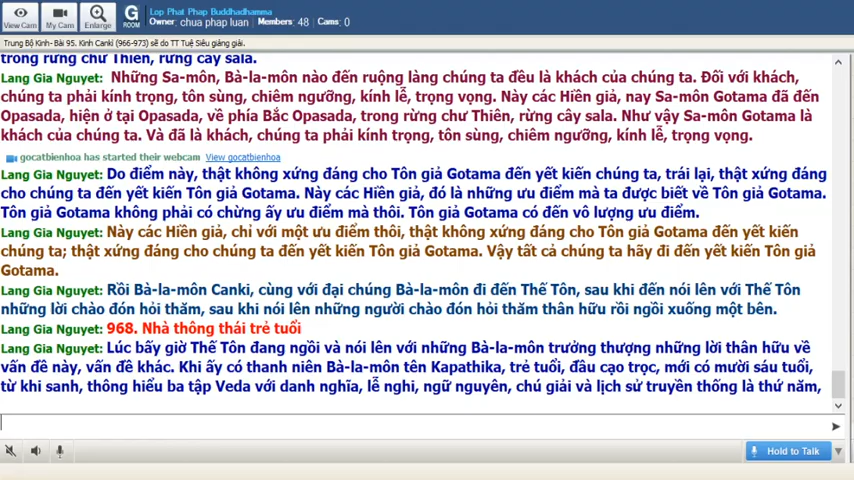 View Cam
My Cam
Enlarge
G
ROOM
Lop Phat Phap Buddhadhamma
Owner: chua phap luan Members: 48 Cams: 0
Trung Bộ Kinh- Bài 95. Kinh Canki (966-973) sẽ do TT Tuệ Siêu giảng giải.
trong rừng chư Thiên, rừng cây sala.
Lang Gia Nguyet: Những Sa-môn, Bà-la-môn nào đến ruộng làng chúng ta đều là khách của chúng ta. Đối với khách,
chúng ta phải kính trọng, tôn sùng, chiêm ngưỡng, kính lễ, trọng vọng. Này các Hiền giả, nay Sa-môn Gotama đã đến
Opasada, hiện ở tại Opasada, về phía Bắc Opasada, trong rừng chư Thiên, rừng cây sala. Như vậy Sa-môn Gotama là
khách của chúng ta. Và đã là khách, chúng ta phải kính trọng, tôn sùng, chiêm ngưỡng, kính lễ, trọng vọng.
gocatbienhoa has started their webcam View gocatbienhoa
Lang Gia Nguyet: Do điểm này, thật không xứng đáng cho Tôn giả Gotama đến yết kiến chúng ta, trái lại, thật xứng đáng
cho chúng ta đến yết kiến Tôn giả Gotama. Này các Hiền giả, đó là những ưu điểm mà ta được biết về Tôn giả Gotama.
Tôn giả Gotama không phải có chừng ấy ưu điểm mà thôi. Tôn giả Gotama có đến vô lượng ưu điểm.
Lang Gia Nguyet: Này các Hiền giả, chỉ với một ưu điểm thôi, thật không xứng đáng cho Tôn giả Gotama đến yết kiến
chúng ta; thật xứng đáng cho chúng ta đến yết kiến Tôn giả Gotama. Vậy tất cả chúng ta hãy đi đến yết kiến Tôn giả
Gotama.
Lang Gia Nguyet: Rồi Bà-la-môn Canki, cùng với đại chúng Bà-la-môn đi đến Thế Tôn, sau khi đến nói lên với Thế Tôn
những lời chào đón hỏi thăm, sau khi nói lên những người chào đón hỏi thăm thân hữu rồi ngồi xuống một bên.
Lang Gia Nguyet: 968. Nhà thông thái trẻ tuổi
Lang Gia Nguyet: Lúc bấy giờ Thế Tôn đang ngồi và nói lên với những Bà-la-môn trưởng thượng những lời thân hữu về
vấn đề này, vấn đề khác. Khi ấy có thanh niên Bà-la-môn tên Kapathika, trẻ tuổi, đầu cạo trọc, mới có mười sáu tuổi,
từ khi sanh, thông hiểu ba tập Veda với danh nghĩa, lễ nghi, ngữ nguyên, chú giải và lịch sử truyền thống là thứ năm,
Hold to Talk